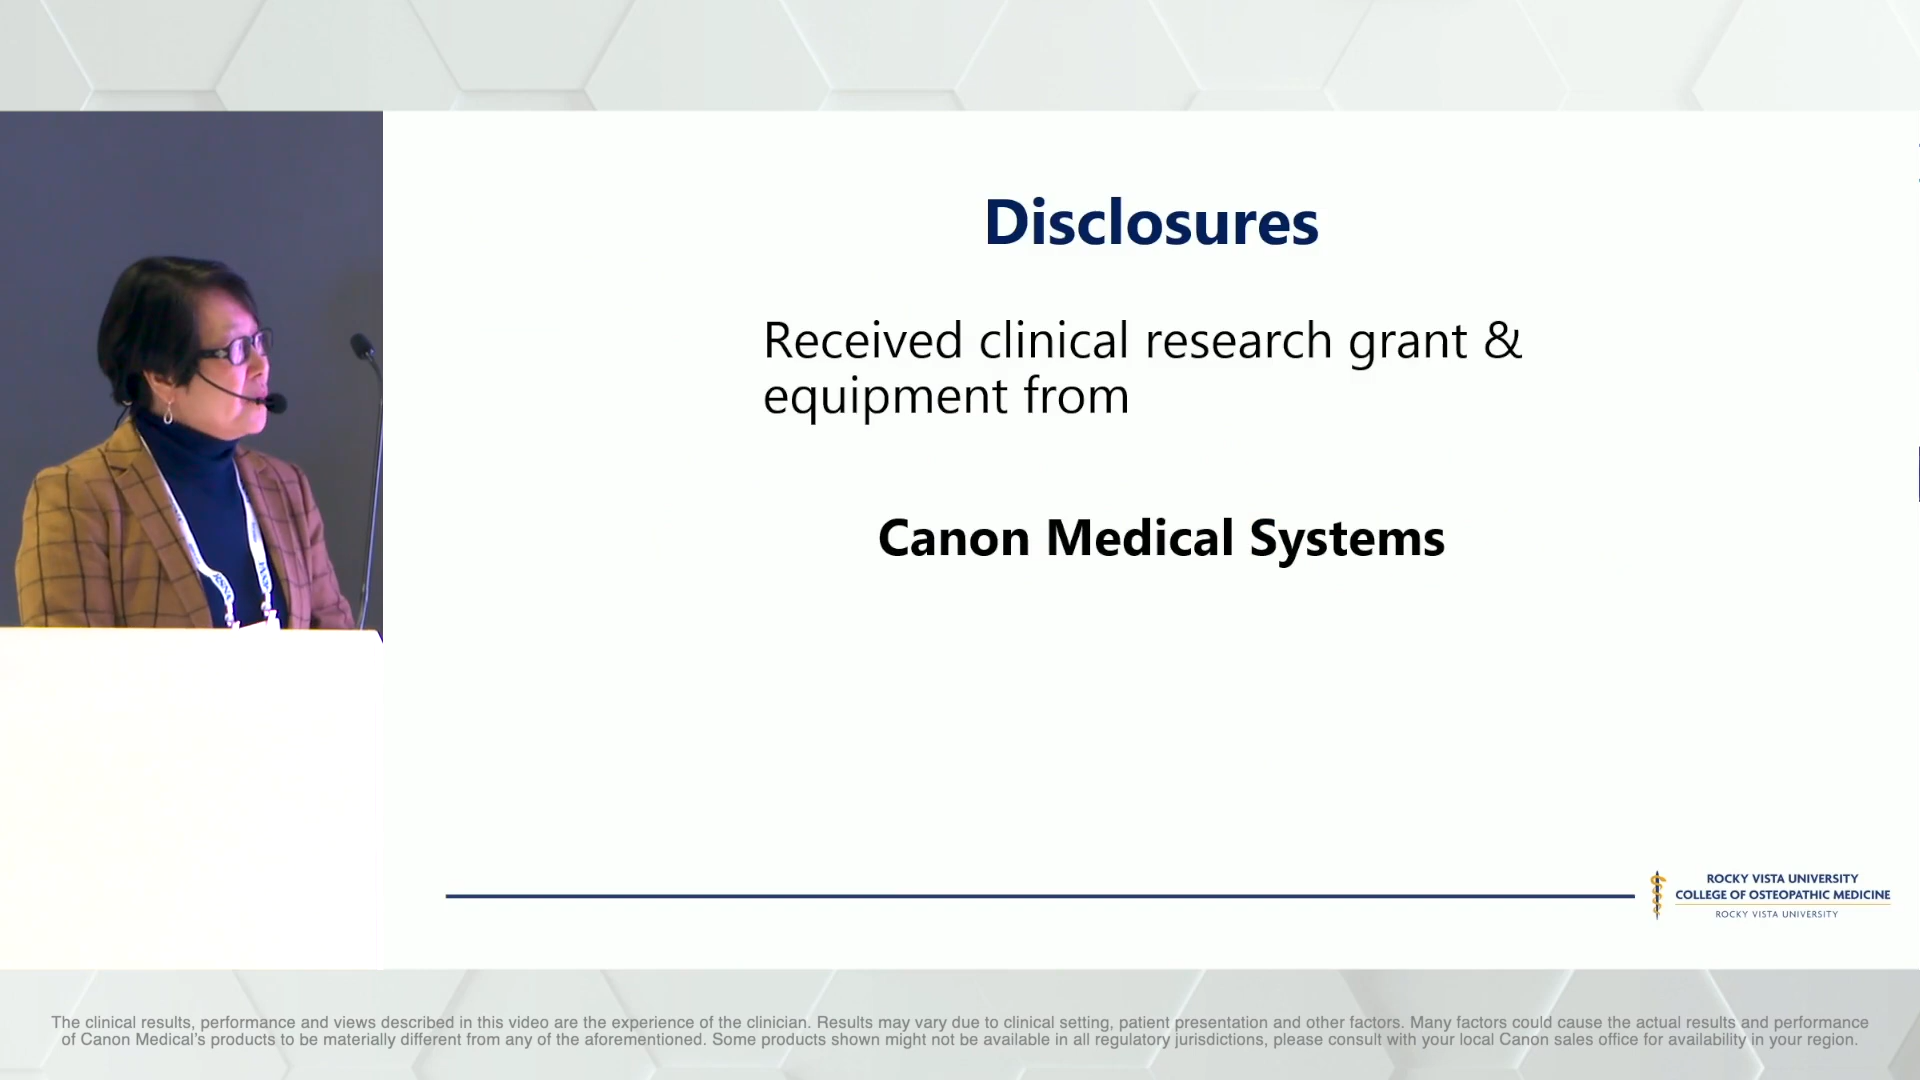 Disclosures
Received clinical research grant &
equipment from
Canon Medical Systems
ROCKY VISTA UNIVERSITY
COLLEGE OF OSTEOPATHIC MEDICINE
ROCKY VISTA UNIVERSITY
The clinical results, performance and views described in this video are the experience of the clinician. Results may vary due to clinical setting, patient presentation and other factors. Many factors could cause the actual results and performance
of Canon Medical's products to be materially different from any of the aforementioned. Some products shown might not be available in all regulatory jurisdictions, please consult with your local Canon sales office for availability in your region.